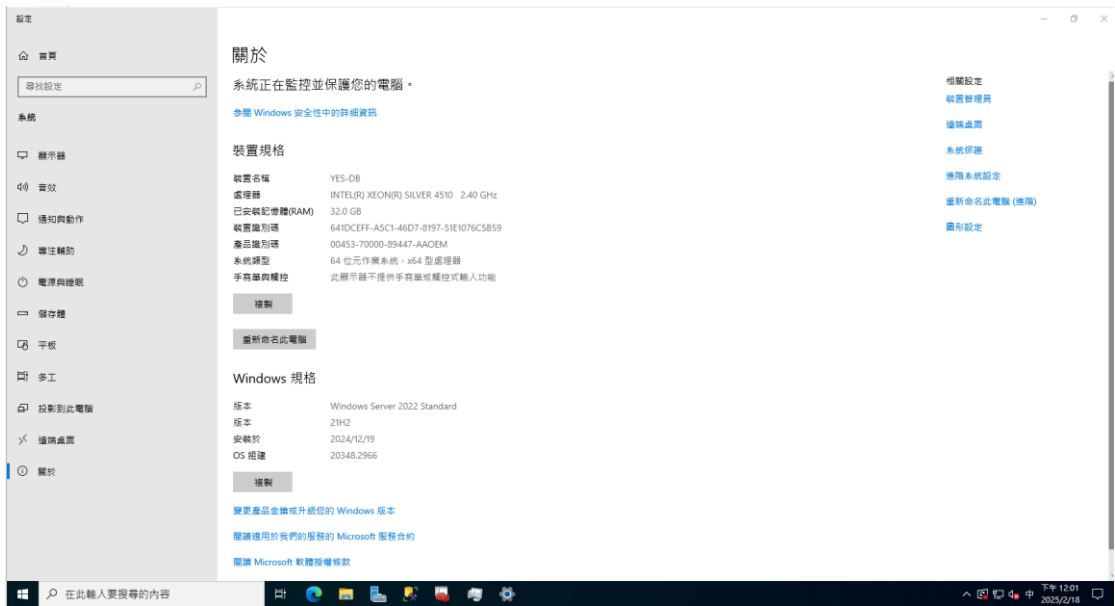 設定
首頁
尋找設定
系統
顯示器
音效
通知與動作
專注輔助
電源與睡眠
儲存體
平板
多工
投影到此電腦
遠端桌面
關於
關於
系統正在監控並保護您的電腦。
參閱 Windows 安全性中的詳細資訊
裝置規格
裝置名稱 YES-DB
處理器 INTEL(R) XEON(R) SILVER 4510 2.40 GHz
已安裝記憶體(RAM) 32.0 GB
裝置識別碼 641DCEFF-A5C1-46D7-8197-51E1076C5B59
產品識別碼 00453-70000-89447-AAOEM
系統類型 64 位元作業系統，x64 型處理器
手寫筆與觸控 此顯示器不提供手寫筆或觸控式輸入功能
複製
重新命名此電腦
Windows 規格
版本 Windows Server 2022 Standard
版本 21H2
安裝於 2024/12/19
OS 組建 20348.2966
複製
變更產品金鑰或升級您的 Windows 版本
閱讀適用於我們的服務的 Microsoft 服務合約
閱讀 Microsoft 軟體授權條款
相關設定
裝置管理員
遠端桌面
系統保護
進階系統設定
重新命名此電腦 (進階)
圖形設定
在此輸入要搜尋的內容
中
下午 12:01
2025/2/18